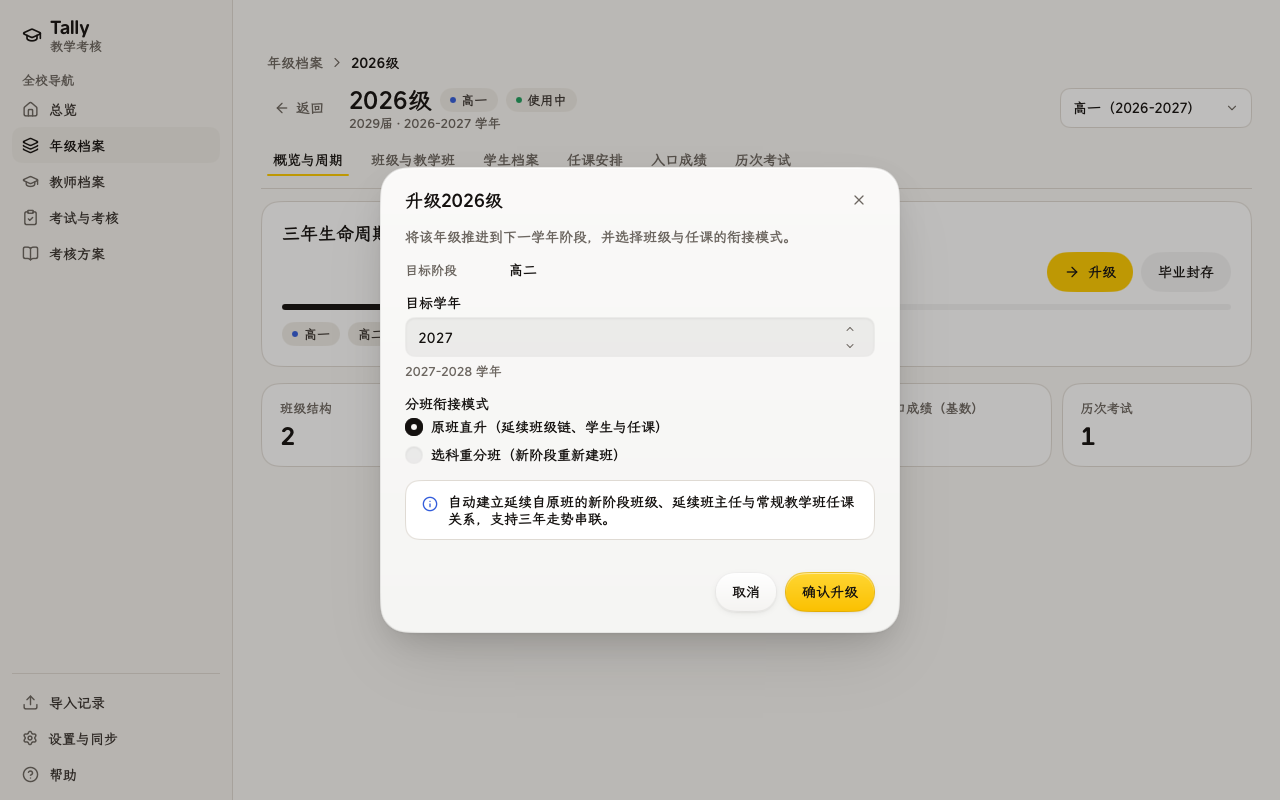 Tally
教学考核
全校导航
总览
年级档案
教师档案
考试与考核
考核方案
导入记录
设置与同步
帮助
年级档案 > 2026级
返回
2026级
高一
使用中
2029届 · 2026-2027 学年
高一（2026-2027）
概览与周期
班级与教学班
学生档案
任课安排
入口成绩
历次考试
三年生命周期
升级
毕业封存
高一
高二
班级结构
2
口成绩（基数）
历次考试
1
升级2026级
将该年级推进到下一学年阶段，并选择班级与任课的衔接模式。
目标阶段
高二
目标学年
2027
2027-2028 学年
分班衔接模式
原班直升（延续班级链、学生与任课）
选科重分班（新阶段重新建班）
自动建立延续自原班的新阶段班级、延续班主任与常规教学班任课
关系，支持三年走势串联。
取消
确认升级